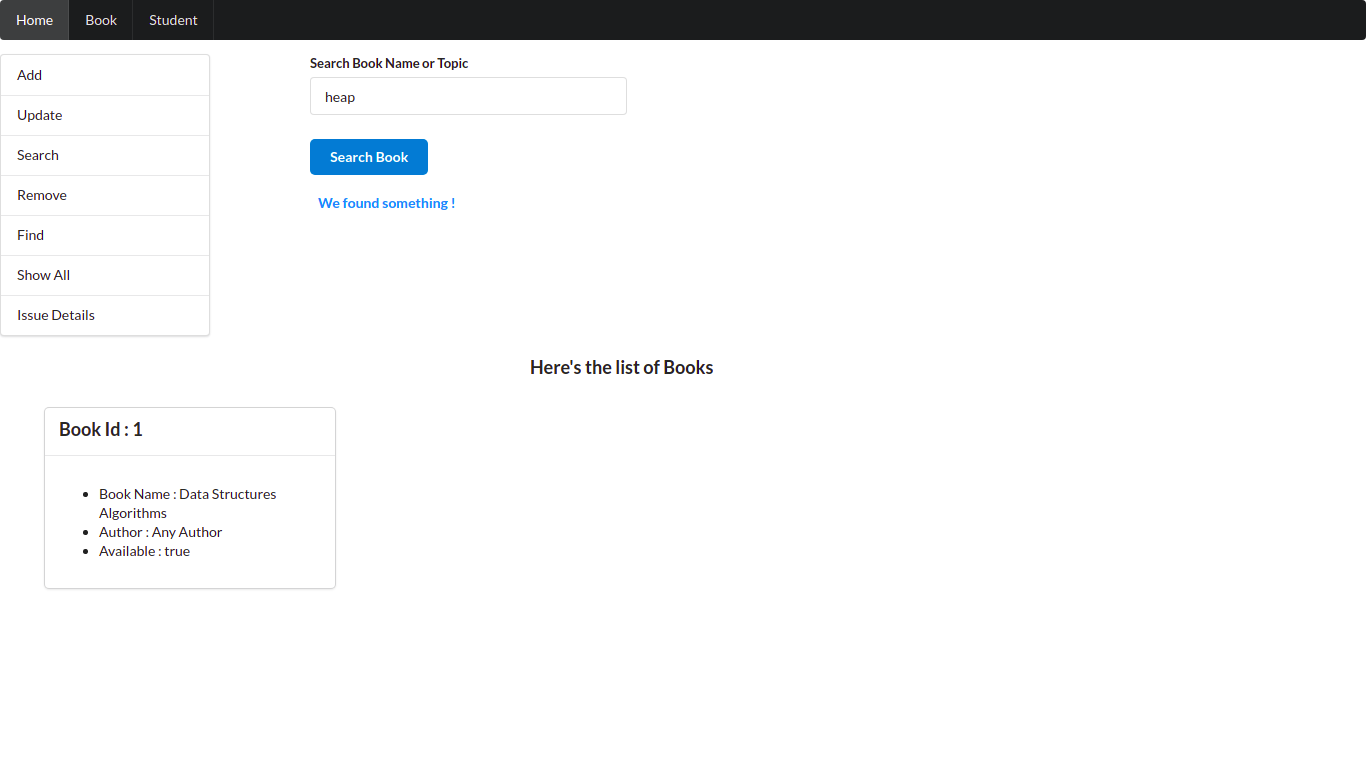 Home Book Student
Add
Update
Search
Remove
Find
Show All
Issue Details
Search Book Name or Topic
heap
Search Book
We found something !
Here's the list of Books
Book Id : 1
Book Name : Data Structures
Algorithms
Author : Any Author
Available : true